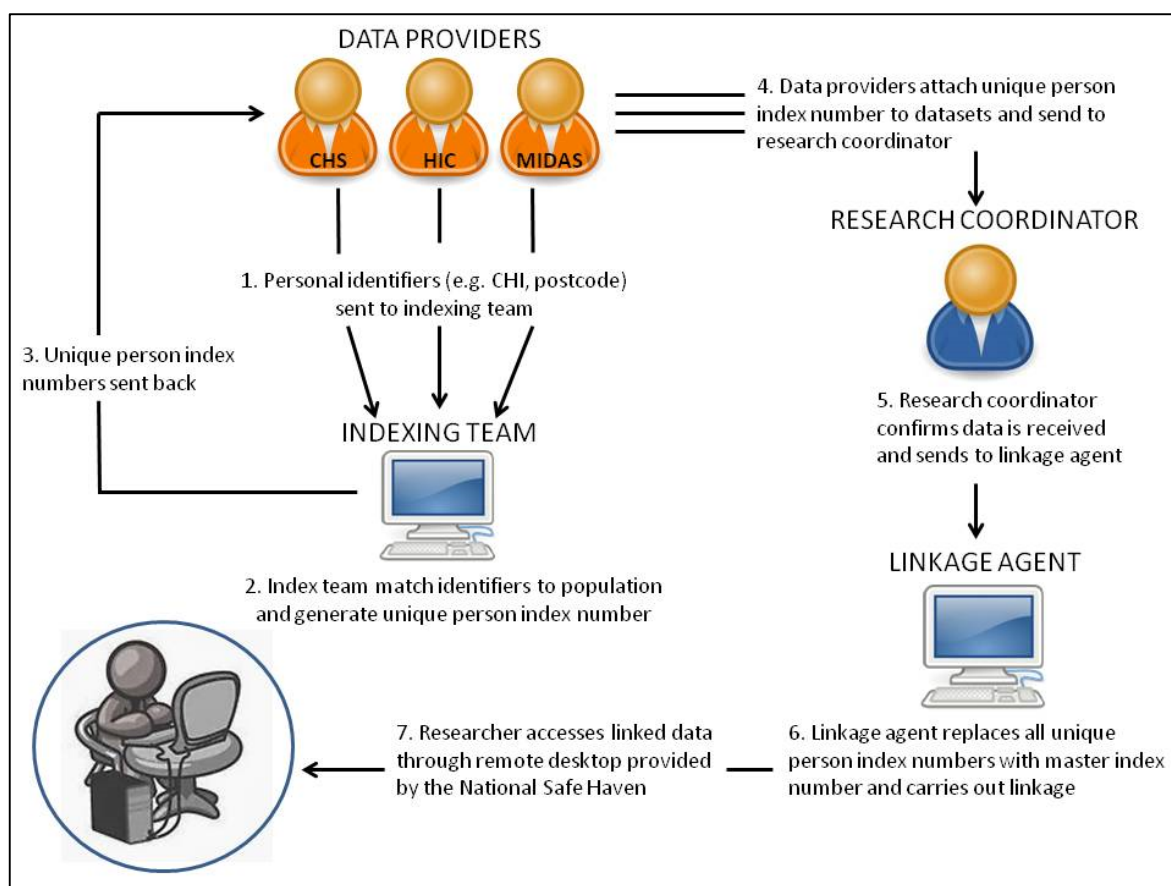 DATA PROVIDERS
CHS
HIC
MIDAS
4. Data providers attach unique person
index number to datasets and send to
research coordinator
RESEARCH COORDINATOR
1. Personal identifiers (e.g. CHI, postcode)
sent to indexing team
3. Unique person index
numbers sent back
5. Research coordinator
confirms data is received
and sends to linkage agent
INDEXING TEAM
2. Index team match identifiers to population
and generate unique person index number
LINKAGE AGENT
6. Linkage agent replaces all unique
person index numbers with master index
number and carries out linkage
7. Researcher accesses linked data
through remote desktop provided
by the National Safe Haven